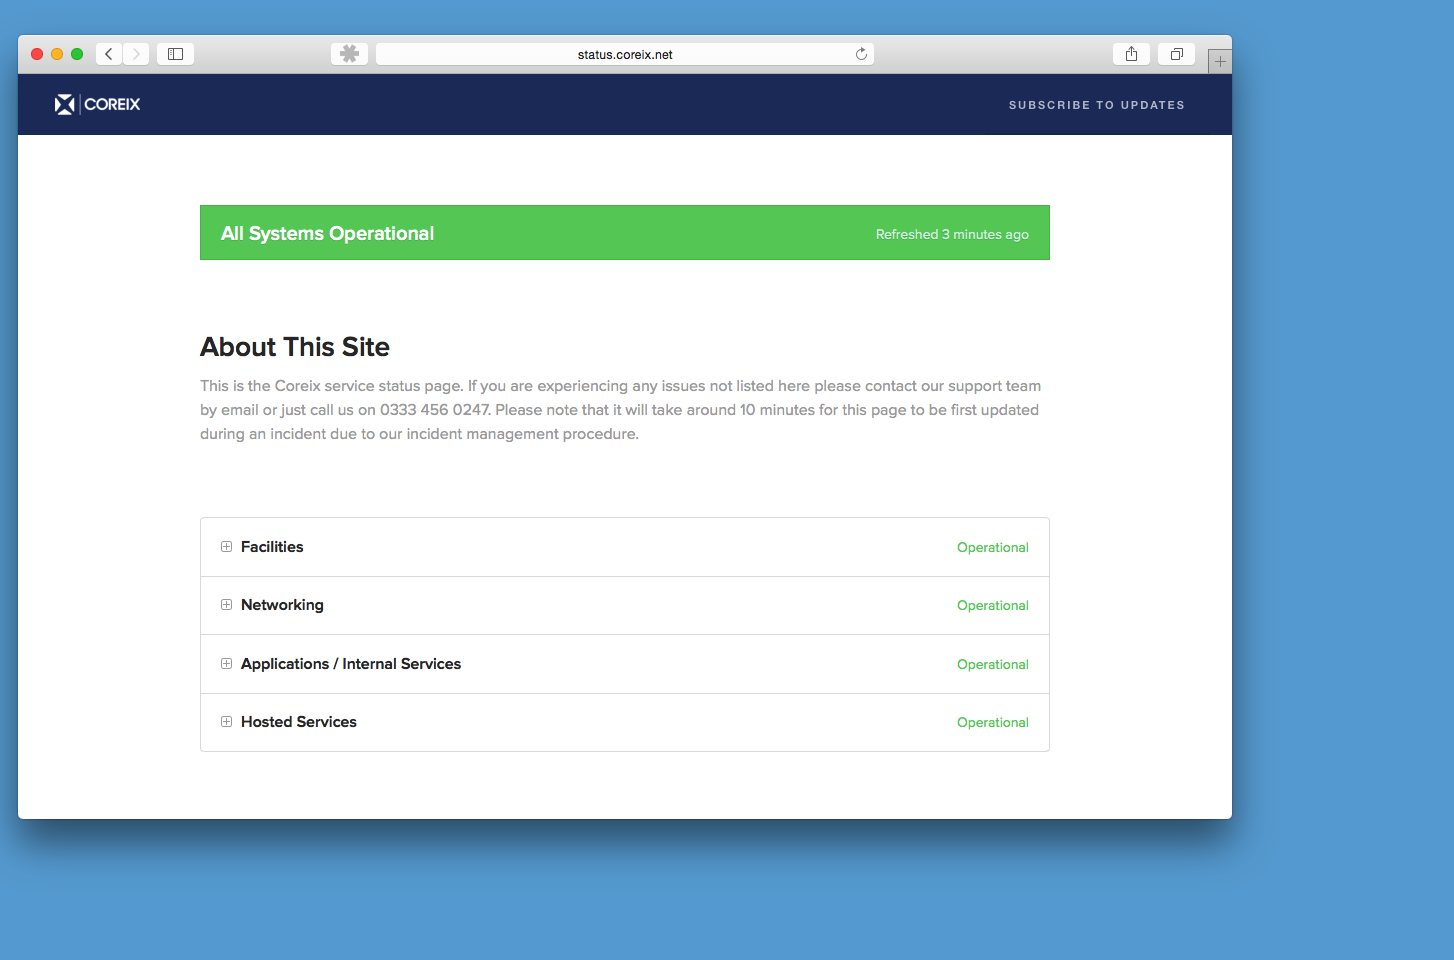 status.coreix.net
COREIX
SUBSCRIBE TO UPDATES
All Systems Operational
Refreshed 3 minutes ago
About This Site
This is the Coreix service status page. If you are experiencing any issues not listed here please contact our support team
by email or just call us on 0333 456 0247. Please note that it will take around 10 minutes for this page to be first updated
during an incident due to our incident management procedure.
Facilities
Operational
Networking
Operational
Applications / Internal Services
Operational
Hosted Services
Operational